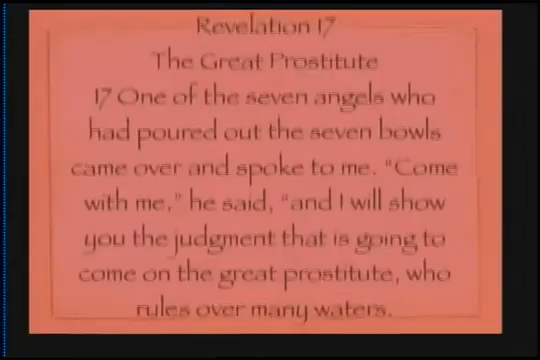 Revelation 17
The Great Prostitute
17 One of the seven angels who
had poured out the seven bowls
came over and spoke to me. "Come
with me," he said, "and I will show
you the judgment that is going to
come on the great prostitute, who
rules over many waters.